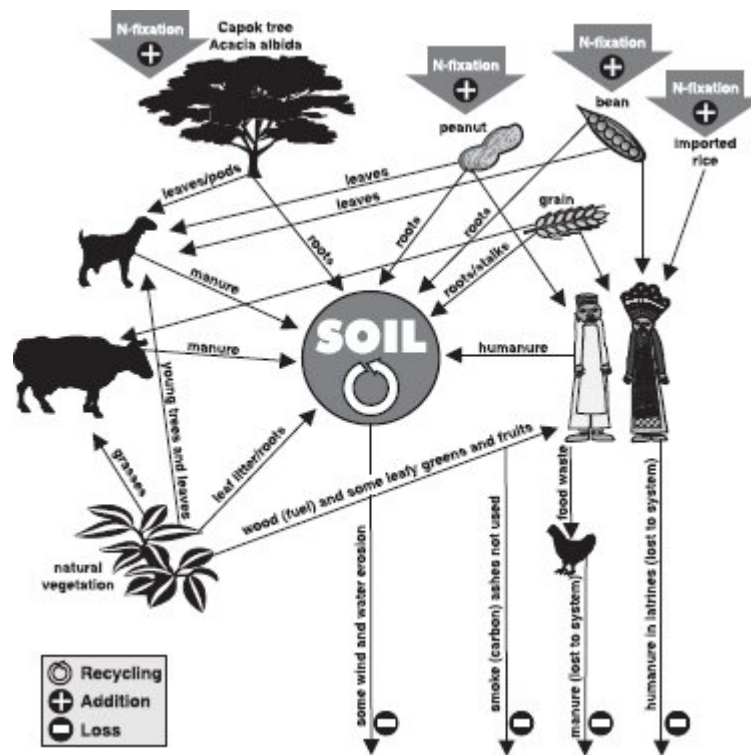 N-fixation
Capok tree
Acacia albida
N-fixation
N-fixation
N-fixation
bean
peanut
imported
rice
leaves/pods
leaves
leaves
grain
roots
roots
roots
roots/stalks
manure
SOIL
manure
humanure
young trees and leaves
leaf litter/roots
grasses
wood (fuel) and some leafy greens and fruits
food waste
natural
vegetation
some wind and water erosion
smoke (carbon) ashes not used
manure (lost to system)
humanure in latrines (lost to system)
Recycling
Addition
Loss